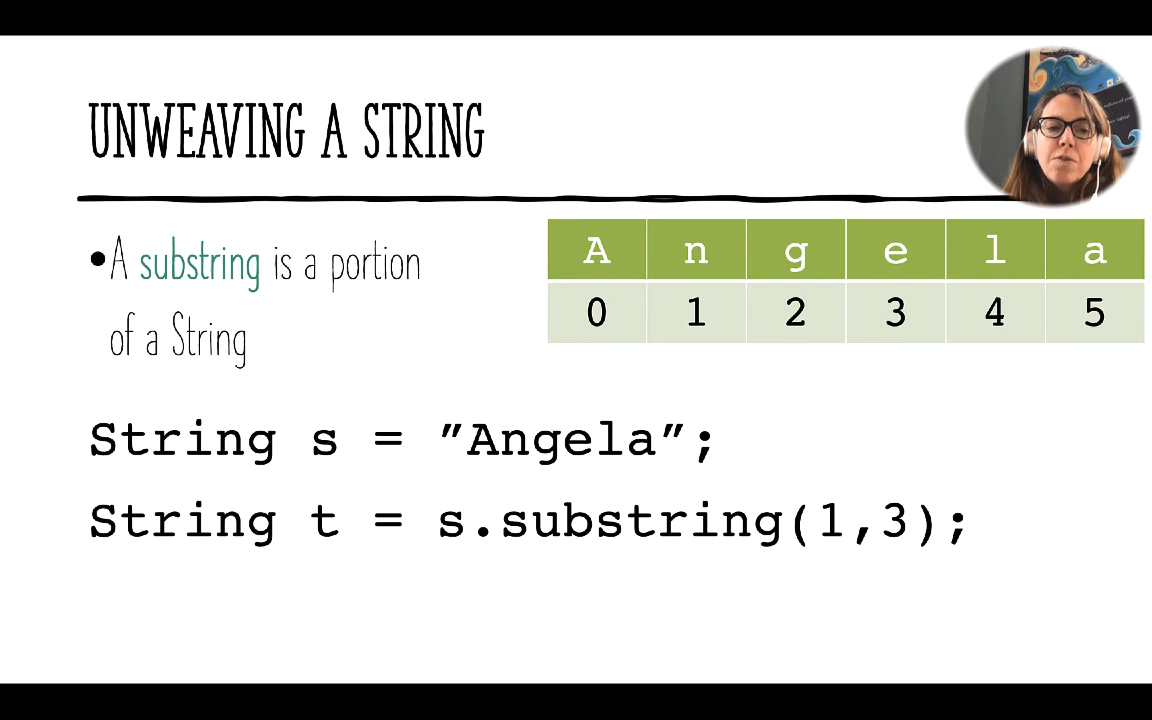 UNWEAVING A STRING
•A substring is a portion
of a String
A n g e l a
0 1 2 3 4 5
String s = ”Angela”;
String t = s.substring(1,3);